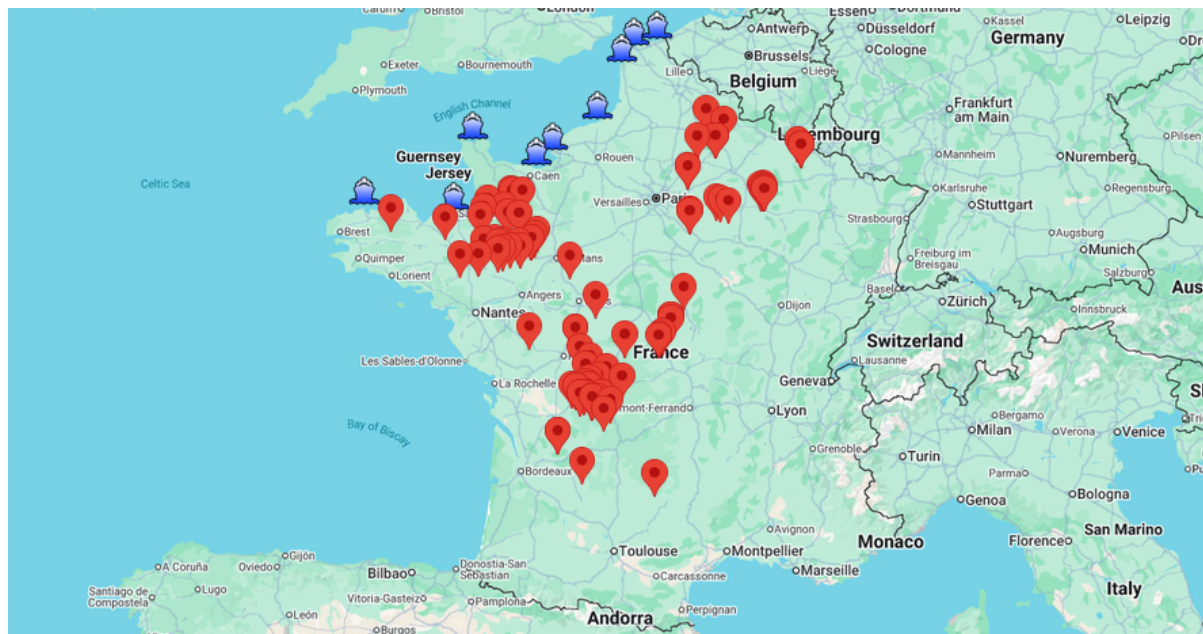 Cardiff
Bristol
London
Essen
Dortmund
Kassel
Leipzig
Antwerp
Düsseldorf
Germany
Brussels
Cologne
Exeter
Bournemouth
Lille
Liège
Belgium
Plymouth
Frankfurt
am Main
English Channel
Luxembourg
Pilsen
Guernsey
Jersey
Rouen
Mannheim
Nuremberg
Caen
Celtic Sea
Versailles
Paris
Karlsruhe
Regensburg
Stuttgart
Strasbourg
Brest
Augsburg
Quimper
Munich
Lorient
Mans
Freiburg im
Breisgau
Salzburg
Angers
Basel
Zürich
Innsbruck
Nantes
Dijon
Switzerland
Les Sables-d'Olonne
France
Lausanne
La Rochelle
Geneva
mont-Ferrand
Lyon
Bergamo
Bay of Biscay
Milan
Verona
Venice
Grenoble
Turin
Bordeaux
Parma
Genoa
Bologna
Avignon
San Marino
Monaco
Florence
Toulouse
Montpellier
A Coruña
Oviedo
Gijón
Donostia-San
Sebastian
Marseille
Bilbao
Carcassonne
Santiago de
Compostela
Lugo
Vitoria-Gasteiz
Pamplona
Italy
León
Perpignan
Andorra
Burgos